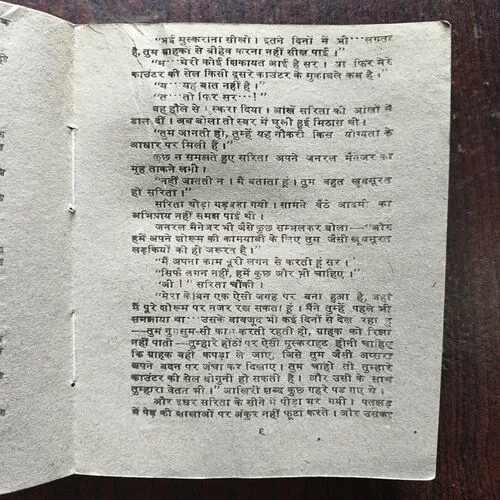 "भई मुस्कराना सीखो। इतने दिनों में भी...लगता
है, तुम ग्राहकों से बीहेव करना नहीं सीख पाईं।"
"मैं...मेरी कोई शिकायत आई है सर। या फिर मेरे
काउंटर की सेल किसी दूसरे काउंटर के मुकाबले कम है।"
"ये...यह बात नहीं है।"
"त...तो फिर सर...!"
वह हौले से मुस्करा दिया। आंखें सरिता की आंखों में
डाल दीं। अब बोला तो स्वर में घुली हुई मिठास थी।
"तुम जानती हो, तुम्हें यह नौकरी किस योग्यता के
आधार पर मिली है।"
कुछ न समझते हुए सरिता अपने जनरल मैनेजर का
मुंह ताकने लगी।
"नहीं जानती न। मैं बताता हूं। तुम बहुत खूबसूरत
हो सरिता।"
सरिता थोड़ा गड़बड़ा गयी। सामने बैठे आदमी का
अभिप्राय नहीं समझ पाई थी।
जनरल मैनेजर भी जैसे कुछ सम्भलकर बोला—"और
हमें अपने शोरूम की कामयाबी के लिए तुम जैसी खूबसूरत
लड़कियों की ही जरूरत है।"
"मैं अपना काम पूरी लगन से करती हूं सर।"
"सिर्फ लगन नहीं, हमें कुछ और भी चाहिए।"
"जी!" सरिता चौंकी।
"मेरा केबिन एक ऐसी जगह पर बना हुआ है, जहां
मैं पूरे शोरूम पर नजर रख सकता हूं। मैंने तुम्हें पहले भी
समझाया था...उसके बावजूद भी कई दिनों से देख रहा हूं
—तुम गुमसुम-सी काम करती रहती हो, ग्राहक को रिझा
नहीं पाती—तुम्हारे होंठों पर ऐसी मुस्कराहट होनी चाहिए
कि ग्राहक वही कपड़ा ले जाए, जिसे तुम जैसी अप्सरा
अपने बदन पर जंचा कर दिखाए। तुम चाहो तो तुम्हारे
काउंटर की सेल चौगुनी हो सकती है। और उसी के साथ
तुम्हारा वेतन भी।" आखिरी शब्द कुछ गहरे पड़ गए थे।
और इधर सरिता के सीने में पीड़ा भर गयी। पतझड़
में पेड़ की शाखाओं पर अंकुर नहीं फूटा करते। और उसका
९